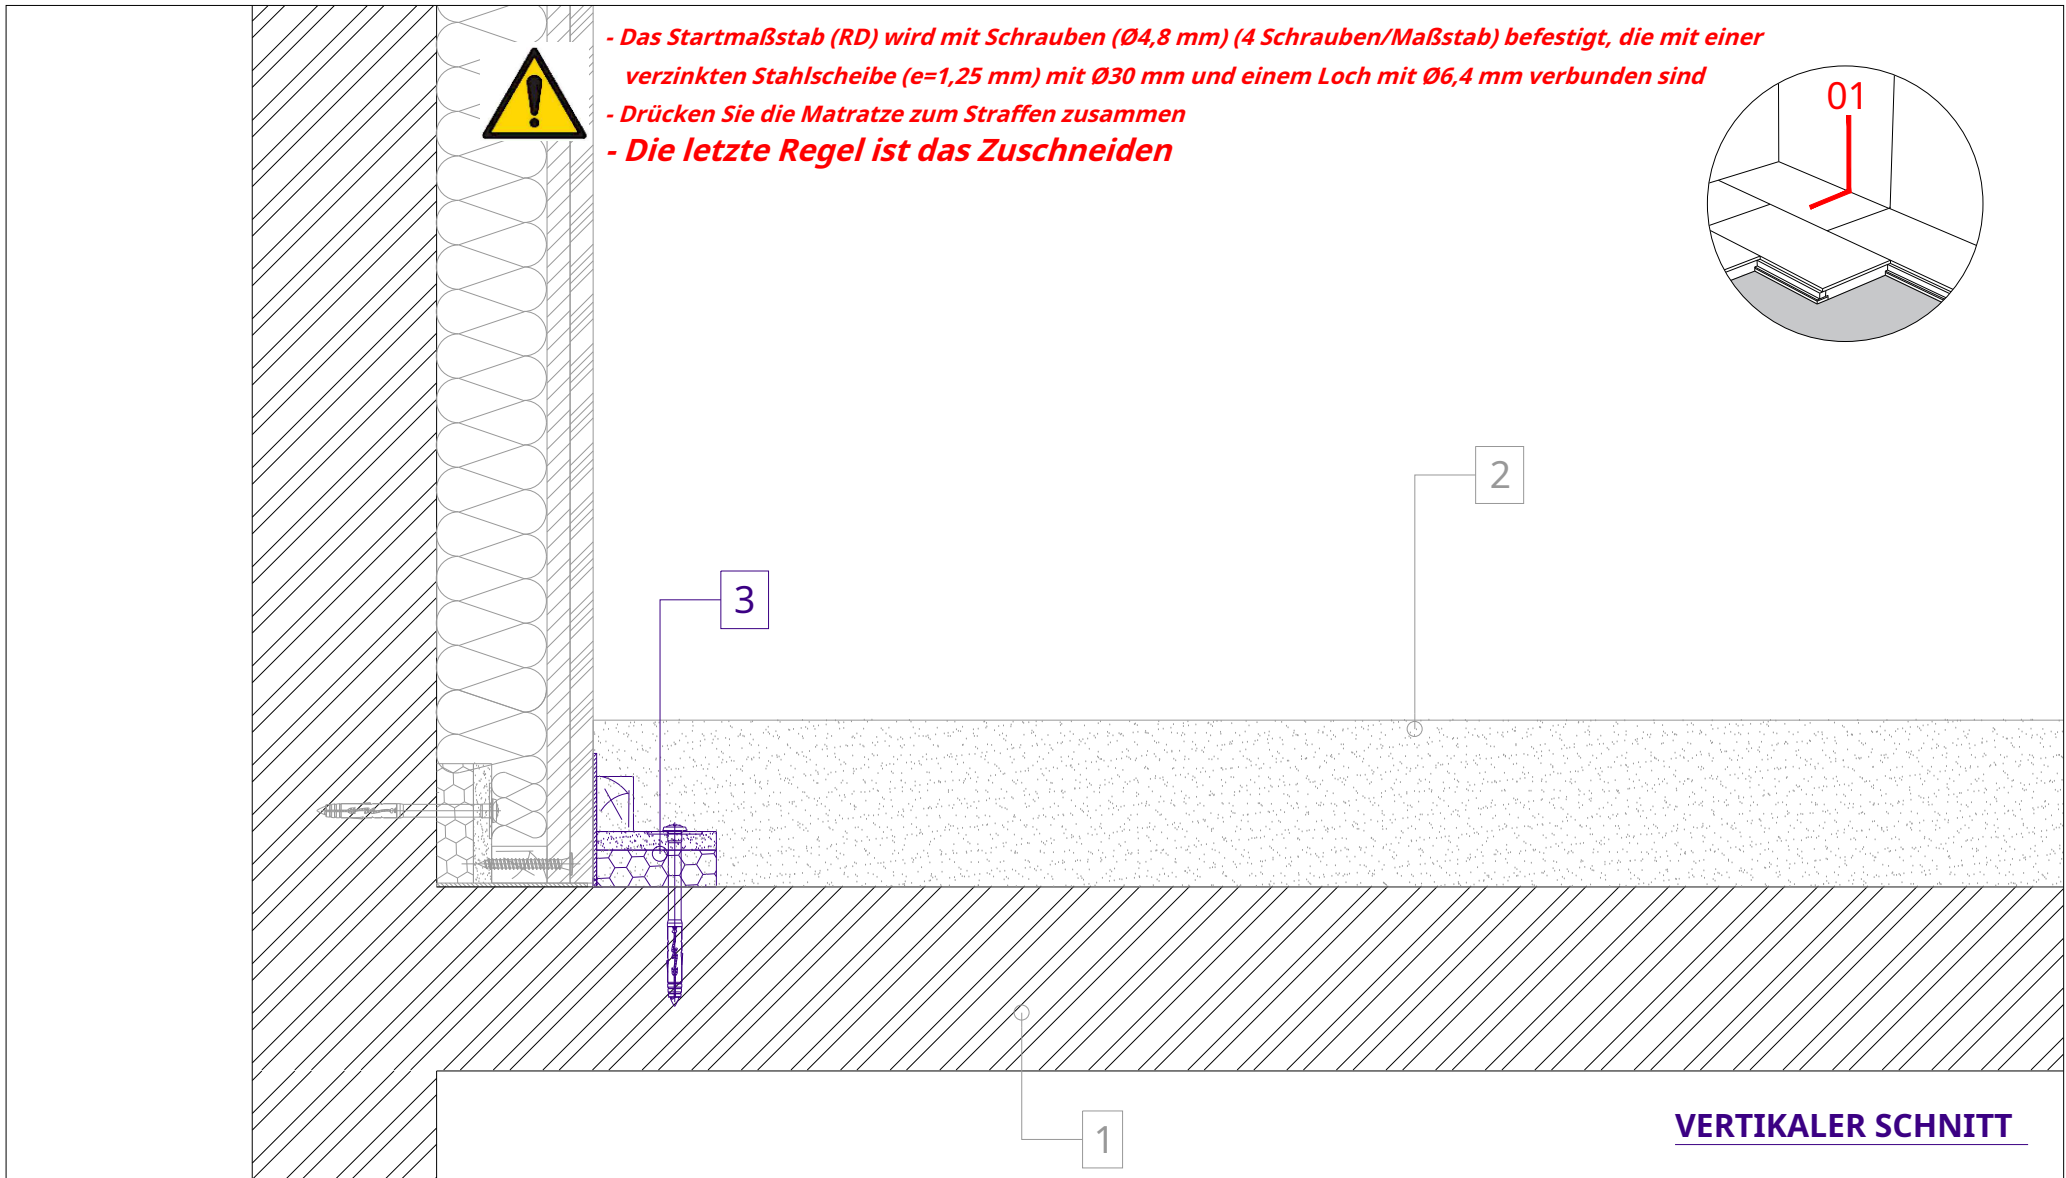 - Das Startmaßstab (RD) wird mit Schrauben (Ø4,8 mm) (4 Schrauben/Maßstab) befestigt, die mit einer
verzinkten Stahlscheibe (e=1,25 mm) mit Ø30 mm und einem Loch mit Ø6,4 mm verbunden sind
- Drücken Sie die Matratze zum Straffen zusammen
- Die letzte Regel ist das Zuschneiden
01
2
3
1
VERTIKALER SCHNITT